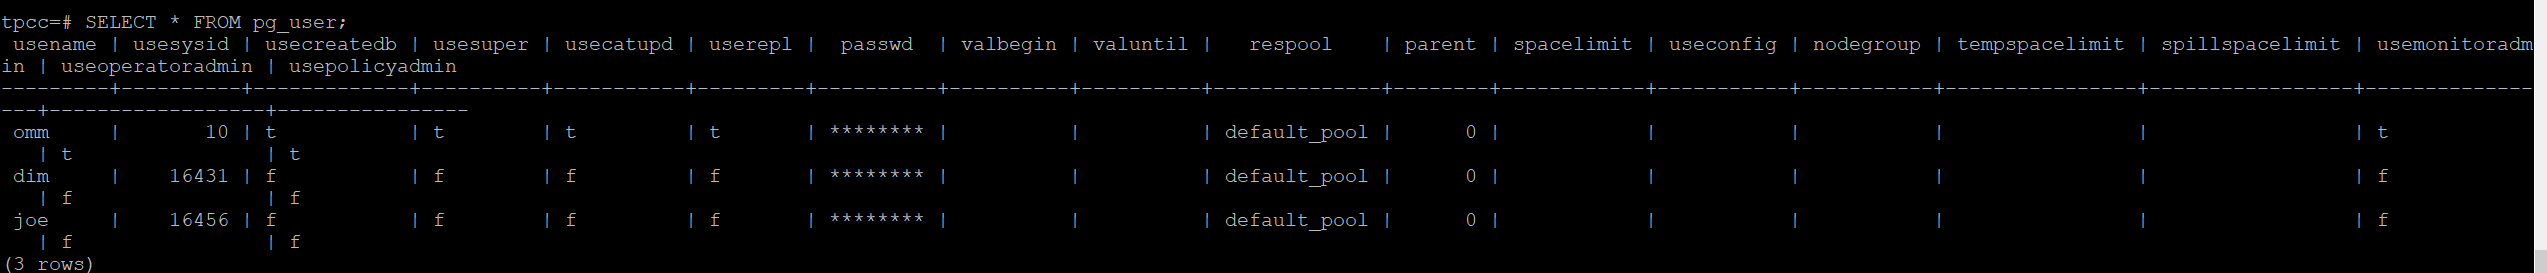 tpcc=# SELECT * FROM pg_user;
 usename | usesysid | usecreatedb | usesuper | usecatupd | userepl |  passwd  | valbegin | valuntil |   respool    | parent | spacelimit | useconfig | nodegroup | tempspacelimit | spillspacelimit | usemonitoradm
in | useoperatoradmin | usepolicyadmin
---------+----------+-------------+----------+-----------+---------+----------+----------+----------+--------------+--------+------------+-----------+-----------+----------------+-----------------+--------------
---+------------------+----------------
 omm     |       10 | t           | t        | t         | t       | ******** |          |          | default_pool |      0 |            |           |           |                |                 | t
   | t                | t
 dim     |    16431 | f           | f        | f         | f       | ******** |          |          | default_pool |      0 |            |           |           |                |                 | f
   | f                | f
 joe     |    16456 | f           | f        | f         | f       | ******** |          |          | default_pool |      0 |            |           |           |                |                 | f
   | f                | f
(3 rows)